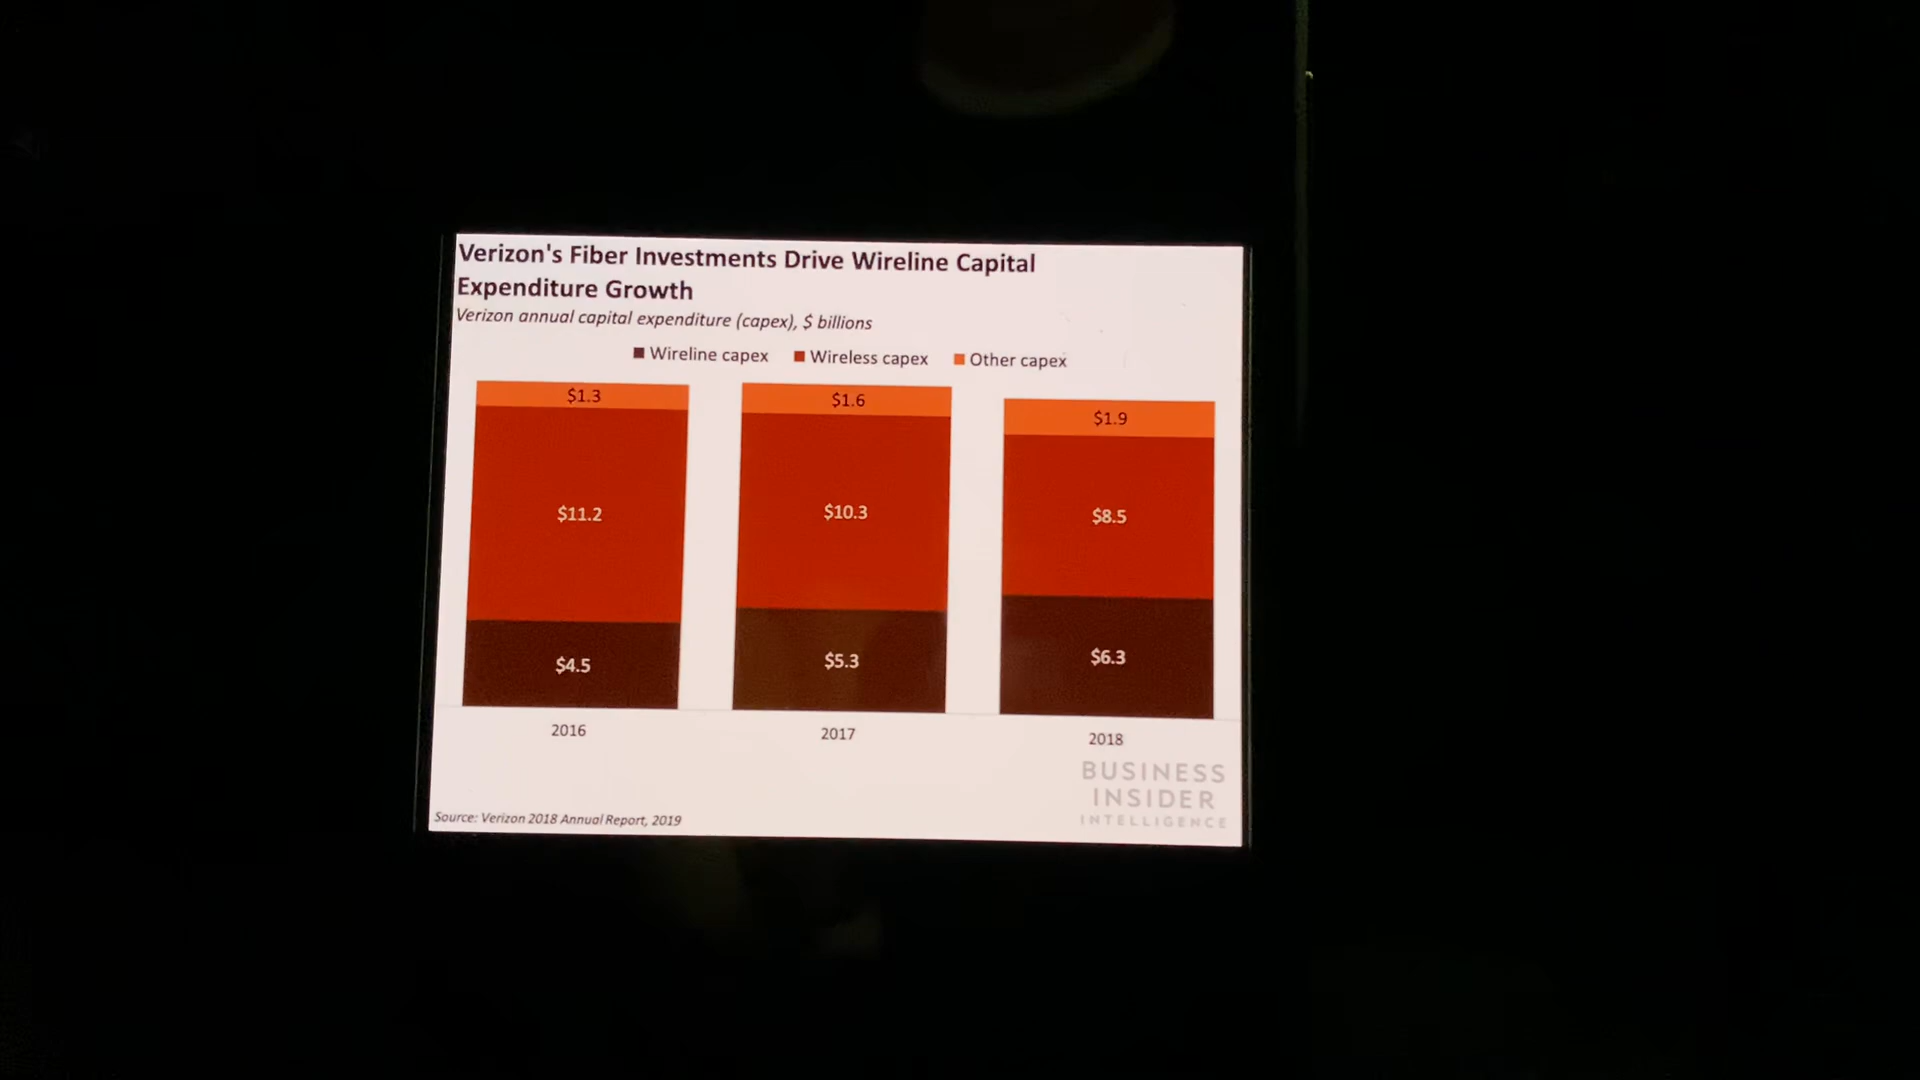 Verizon's Fiber Investments Drive Wireline Capital
Expenditure Growth
Verizon annual capital expenditure (capex), $ billions
Wireline capex Wireless capex Other capex
$1.3 $1.6 $1.9
$11.2 $10.3 $8.5
$4.5 $5.3 $6.3
2016 2017 2018
BUSINESS
INSIDER
INTELLIGENCE
Source: Verizon 2018 Annual Report, 2019